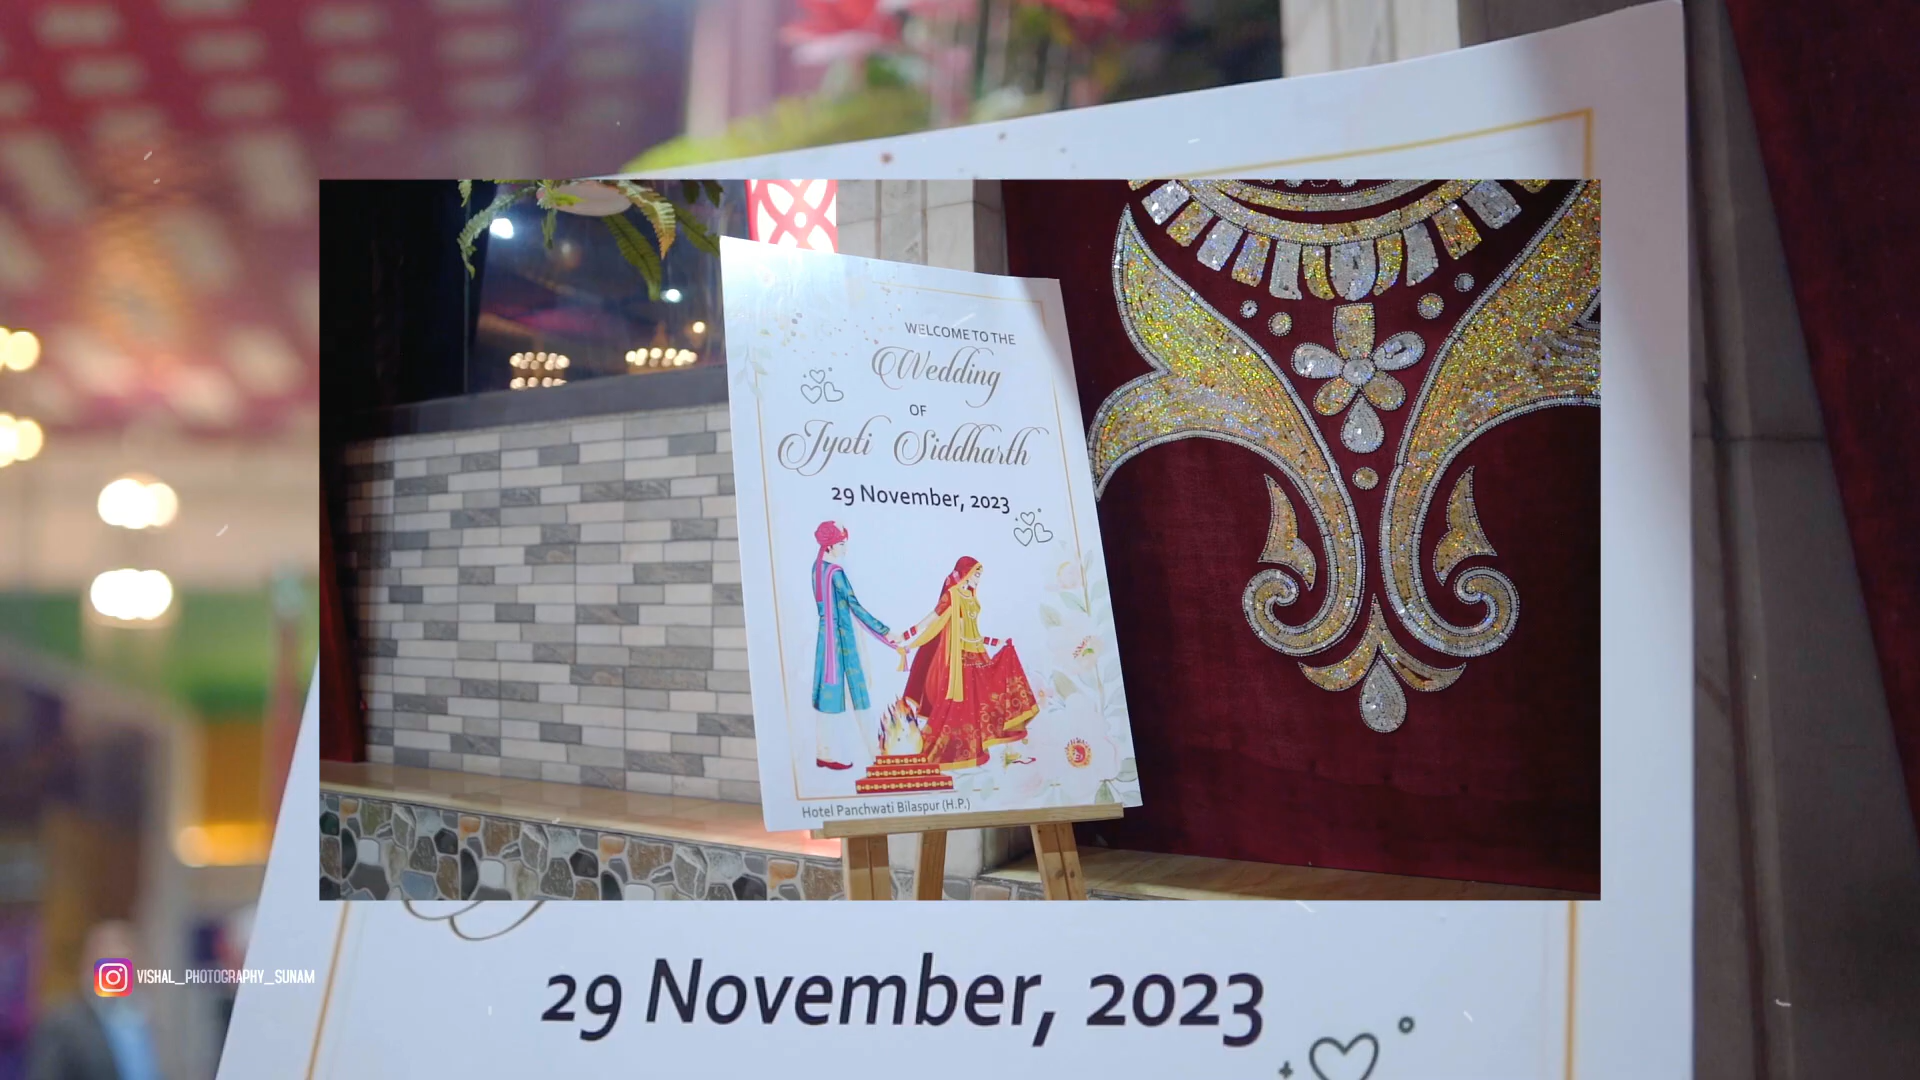 WELCOME TO THE
Wedding
OF
Jyoti Siddharth
29 November, 2023
Hotel Panchwati Bilaspur (H.P.)
29 November, 2023
VISHAL_PHOTOGRAPHY_SUNAM